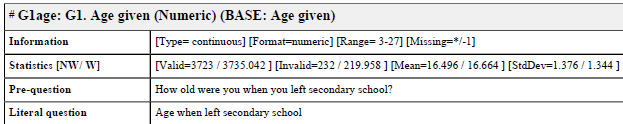 # G1age: G1. Age given (Numeric) (BASE: Age given)
Information [Type= continuous] [Format=numeric] [Range= 3-27] [Missing=*/-1]
Statistics [NW/ W] [Valid=3723 / 3735.042 ] [Invalid=232 / 219.958 ] [Mean=16.496 / 16.664 ] [StdDev=1.376 / 1.344 ]
Pre-question How old were you when you left secondary school?
Literal question Age when left secondary school